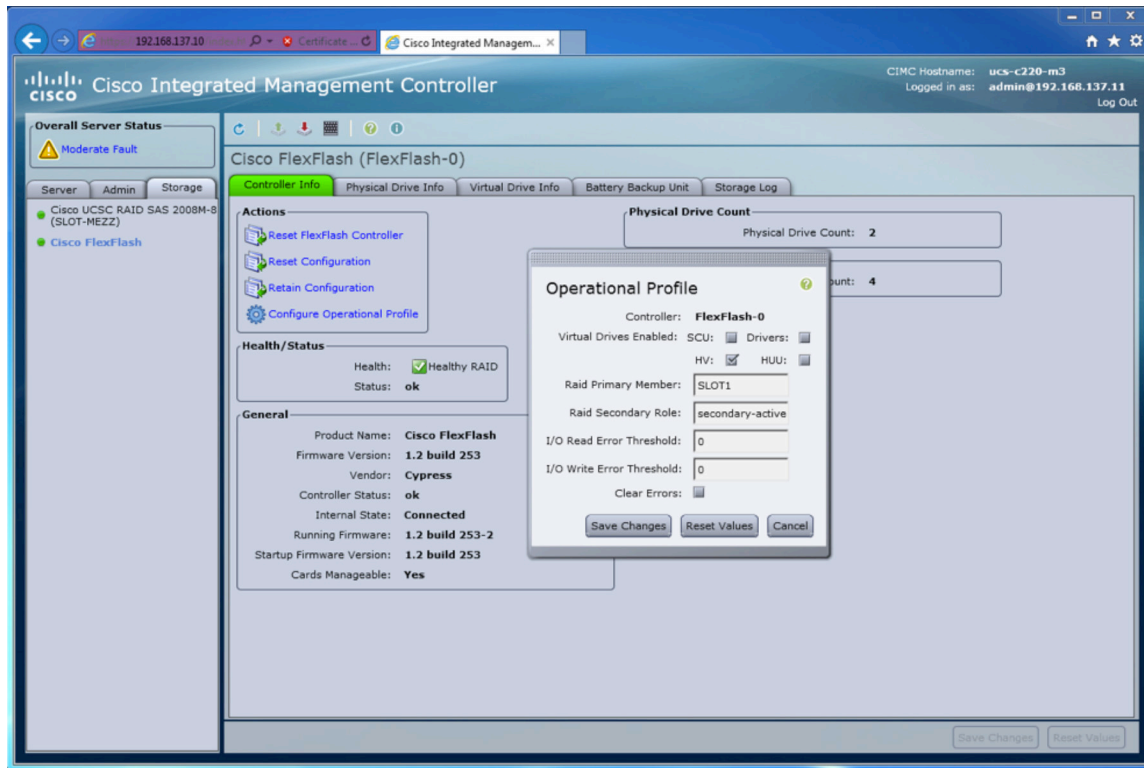 192.168.137.10
Certificate ...
Cisco Integrated Managem...
cisco
Cisco Integrated Management Controller
CIMC Hostname: ucs-c220-m3
Logged in as: admin@192.168.137.11
Log Out
Overall Server Status
Moderate Fault
Server Admin Storage
Cisco UCSC RAID SAS 2008M-8
(SLOT-MEZZ)
Cisco FlexFlash
Cisco FlexFlash (FlexFlash-0)
Controller Info Physical Drive Info Virtual Drive Info Battery Backup Unit Storage Log
Actions
Reset FlexFlash Controller
Reset Configuration
Retain Configuration
Configure Operational Profile
Physical Drive Count
Physical Drive Count: 2
ount: 4
Health/Status
Health: Healthy RAID
Status: ok
General
Product Name: Cisco FlexFlash
Firmware Version: 1.2 build 253
Vendor: Cypress
Controller Status: ok
Internal State: Connected
Running Firmware: 1.2 build 253-2
Startup Firmware Version: 1.2 build 253
Cards Manageable: Yes
Operational Profile
Controller: FlexFlash-0
Virtual Drives Enabled: SCU: Drivers:
HV: HUU:
Raid Primary Member: SLOT1
Raid Secondary Role: secondary-active
I/O Read Error Threshold: 0
I/O Write Error Threshold: 0
Clear Errors:
Save Changes Reset Values Cancel
Save Changes Reset Values